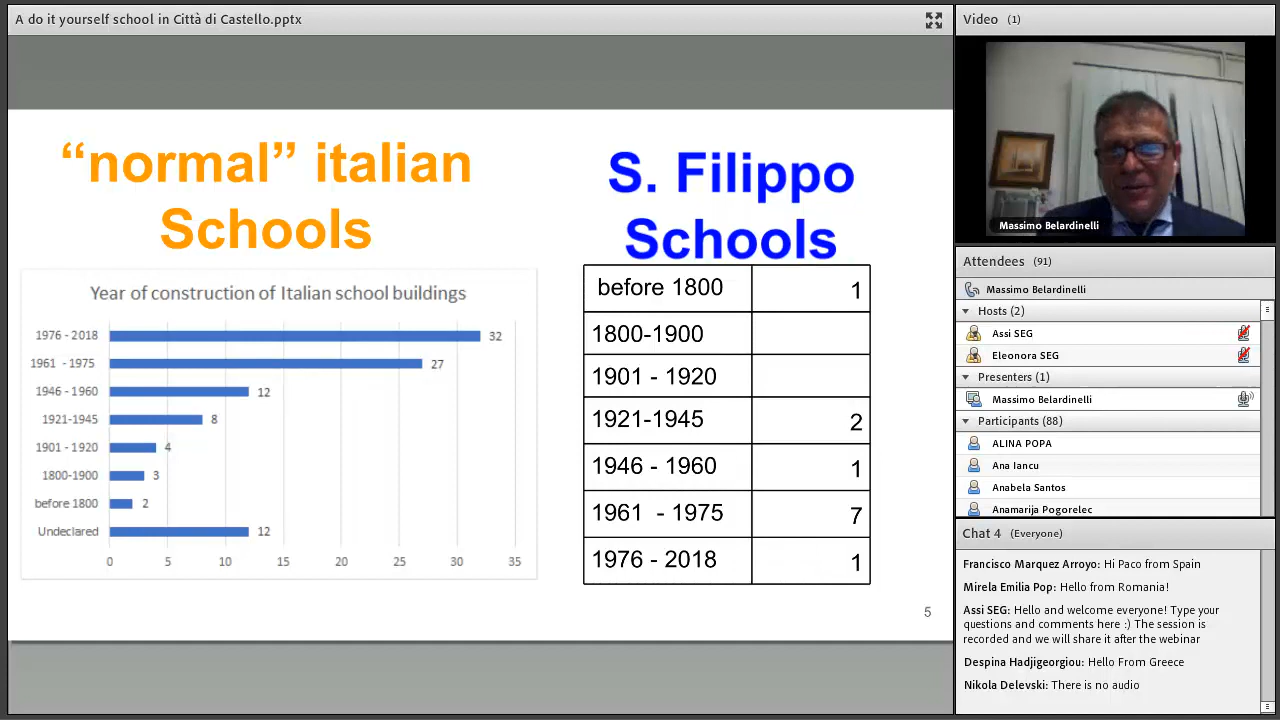 A do it yourself school in Città di Castello.pptx
“normal” italian
Schools
Year of construction of Italian school buildings
1976 - 2018 32
1961 - 1975 27
1946 - 1960 12
1921-1945 8
1901 - 1920 4
1800-1900 3
before 1800 2
Undeclared 12
0 5 10 15 20 25 30 35
S. Filippo
Schools
before 1800 1
1800-1900
1901 - 1920
1921-1945 2
1946 - 1960 1
1961 - 1975 7
1976 - 2018 1
5
Video (1)
Massimo Belardinelli
Attendees (91)
Massimo Belardinelli
Hosts (2)
Assi SEG
Eleonora SEG
Presenters (1)
Massimo Belardinelli
Participants (88)
ALINA POPA
Ana Iancu
Anabela Santos
Anamarija Pogorelec
Chat 4 (Everyone)
Francisco Marquez Arroyo: Hi Paco from Spain
Mirela Emilia Pop: Hello from Romania!
Assi SEG: Hello and welcome everyone! Type your
questions and comments here :) The session is
recorded and we will share it after the webinar
Despina Hadjigeorgiou: Hello From Greece
Nikola Delevski: There is no audio